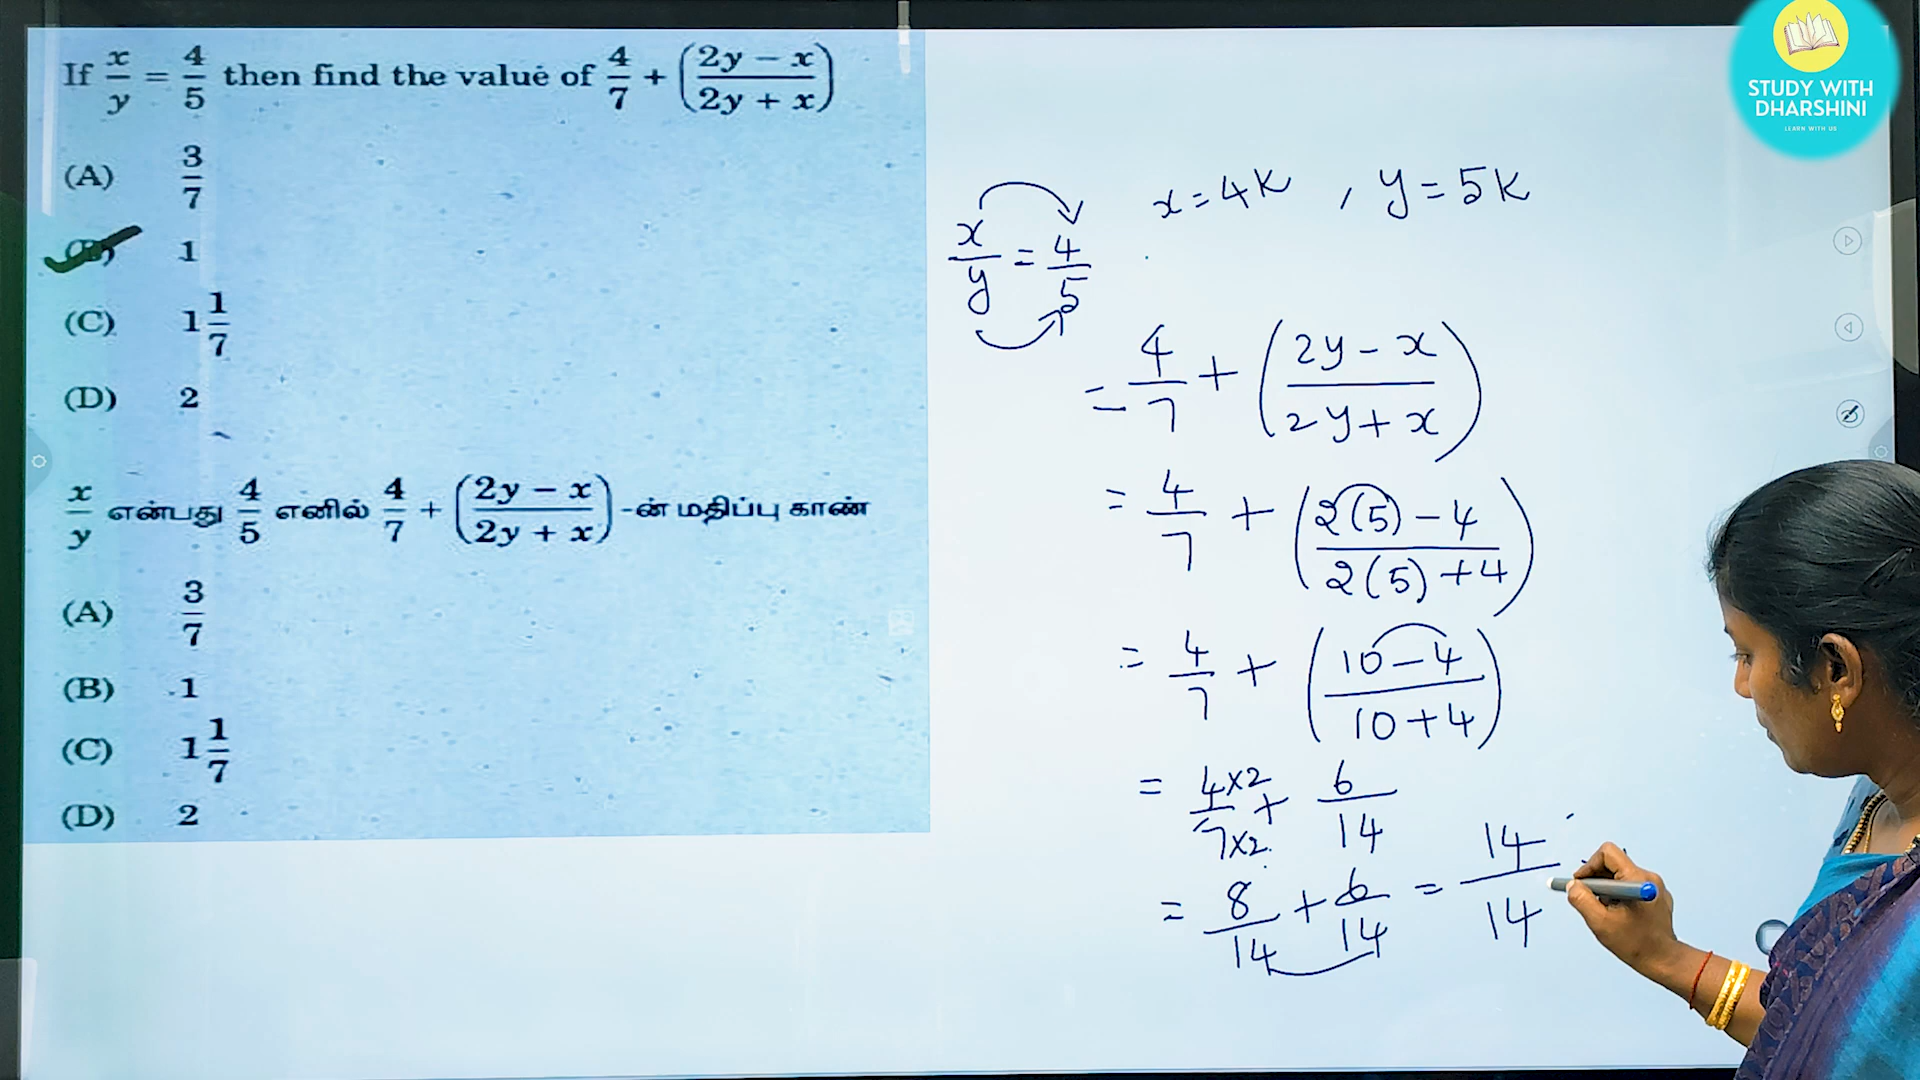 If x/y = 4/5 then find the value of 4/7 + (2y − x / 2y + x)
(A) 3/7
(B) 1
(C) 1 1/7
(D) 2
x/y என்பது 4/5 எனில் 4/7 + (2y − x / 2y + x) -ன் மதிப்பு காண்
(A) 3/7
(B) 1
(C) 1 1/7
(D) 2
x/y = 4/5
x = 4K , y = 5K
= 4/7 + (2y − x / 2y + x)
= 4/7 + (2(5) − 4 / 2(5) + 4)
= 4/7 + (10 − 4 / 10 + 4)
= 4×2/7×2 + 6/14
= 8/14 + 6/14 = 14/14
STUDY WITH
DHARSHINI
LEARN WITH US